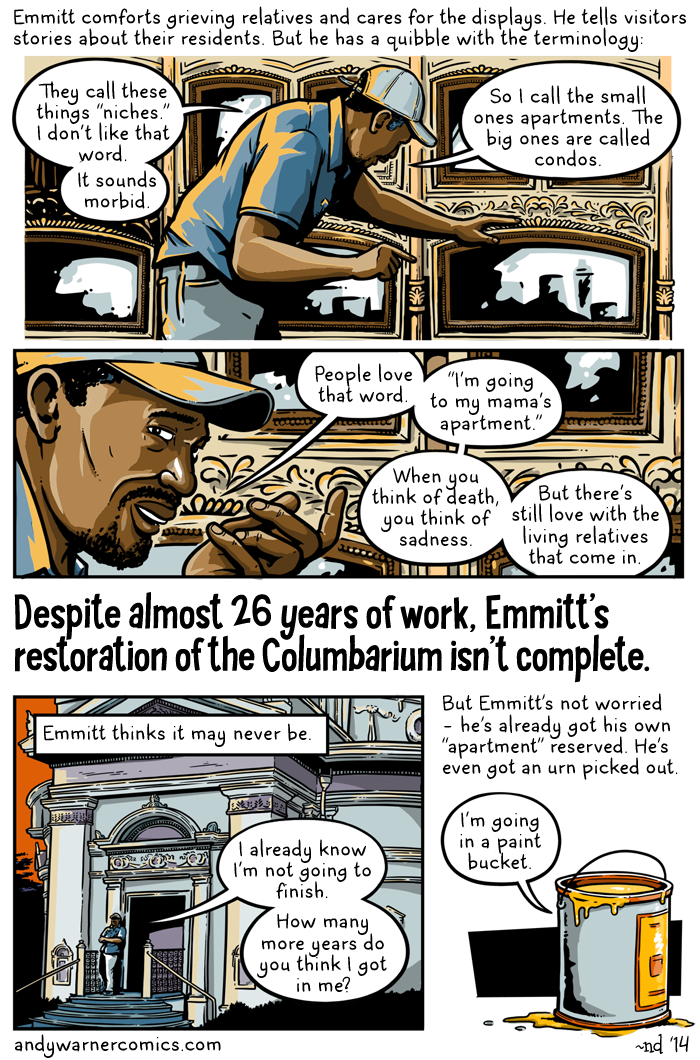 Emmitt comforts grieving relatives and cares for the displays. He tells visitors
stories about their residents. But he has a quibble with the terminology:
They call these
things "niches."
I don't like that
word.
It sounds
morbid.
So I call the small
ones apartments. The
big ones are called
condos.
People love
that word.
"I'm going
to my mama's
apartment."
When you
think of death,
you think of
sadness.
But there's
still love with the
living relatives
that come in.
Despite almost 26 years of work, Emmitt's
restoration of the Columbarium isn't complete.
Emmitt thinks it may never be.
I already know
I'm not going to
finish.
How many
more years do
you think I got
in me?
But Emmitt's not worried
– he's already got his own
"apartment" reserved. He's
even got an urn picked out.
I'm going
in a paint
bucket.
andywarnercomics.com
~nd '14